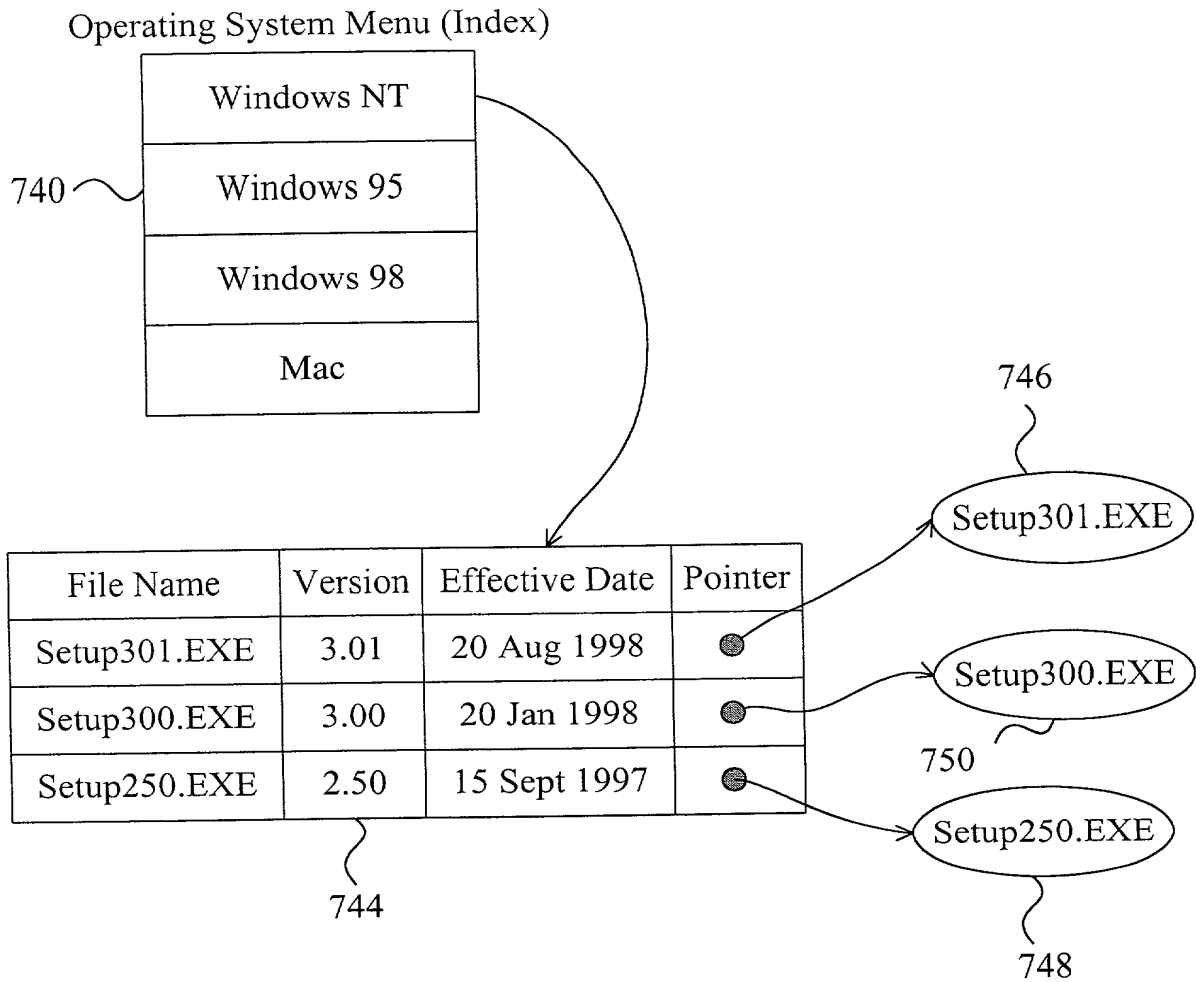 Operating System Menu (Index)
Windows NT
740
Windows 95
Windows 98
Mac
746
Setup301.EXE
File Name Version Effective Date Pointer
Setup301.EXE 3.01 20 Aug 1998
Setup300.EXE 3.00 20 Jan 1998
Setup250.EXE 2.50 15 Sept 1997
Setup300.EXE
750
Setup250.EXE
744
748